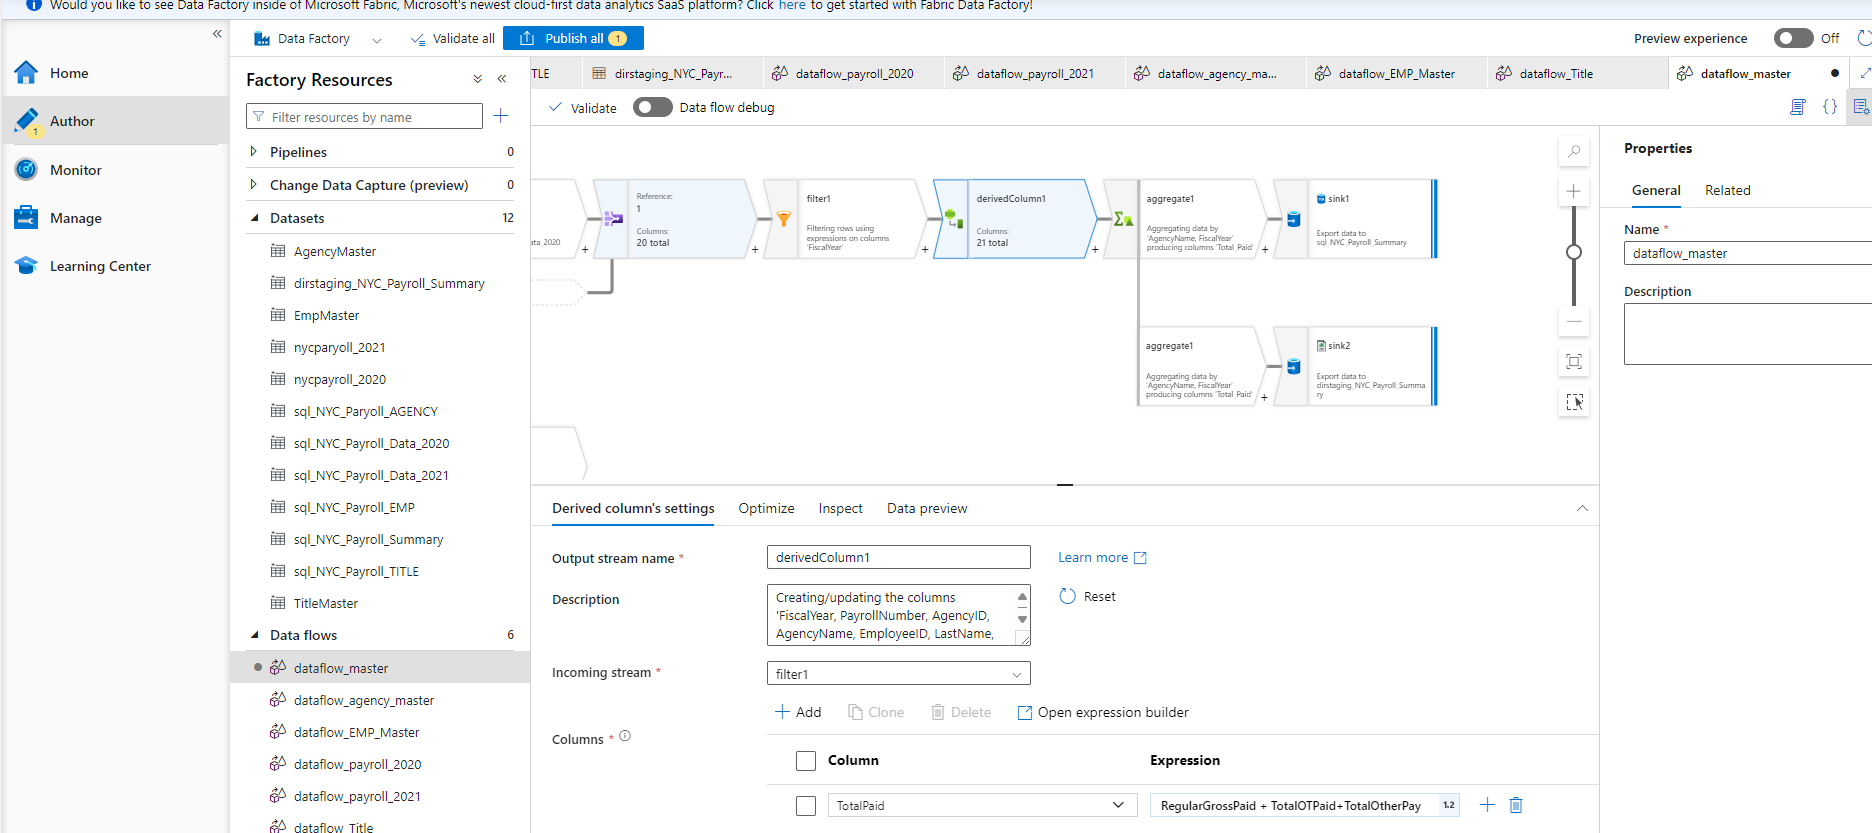 Would you like to see Data Factory inside of Microsoft Fabric, Microsoft's newest cloud-first data analytics SaaS platform? Click here to get started with Fabric Data Factory!
«
Home
Author
1
Monitor
Manage
Learning Center
Data Factory
Validate all
Publish all 1
Preview experience
Off
Factory Resources
Filter resources by name
Pipelines 0
Change Data Capture (preview) 0
Datasets 12
AgencyMaster
dirstaging_NYC_Payroll_Summary
EmpMaster
nycparyoll_2021
nycpayroll_2020
sql_NYC_Paryoll_AGENCY
sql_NYC_Payroll_Data_2020
sql_NYC_Payroll_Data_2021
sql_NYC_Payroll_EMP
sql_NYC_Payroll_Summary
sql_NYC_Payroll_TITLE
TitleMaster
Data flows 6
dataflow_master
dataflow_agency_master
dataflow_EMP_Master
dataflow_payroll_2020
dataflow_payroll_2021
dataflow_Title
TLE
dirstaging_NYC_Payr...
dataflow_payroll_2020
dataflow_payroll_2021
dataflow_agency_ma...
dataflow_EMP_Master
dataflow_Title
dataflow_master
Validate
Data flow debug
{}
data_2020
Reference:
1
Columns:
20 total
filter1
Filtering rows using
expressions on columns
'FiscalYear'
derivedColumn1
Columns:
21 total
aggregate1
Aggregating data by
'AgencyName, FiscalYear'
producing columns 'Total_Paid'
sink1
Export data to
sql_NYC_Payroll_Summary
aggregate1
Aggregating data by
'AgencyName, FiscalYear'
producing columns 'Total_Paid'
sink2
Export data to
dirstaging_NYC_Payroll_Summa
ry
Derived column's settings
Optimize
Inspect
Data preview
Output stream name *
derivedColumn1
Learn more
Description
Creating/updating the columns
'FiscalYear, PayrollNumber, AgencyID,
AgencyName, EmployeeID, LastName,
Reset
Incoming stream *
filter1
Add
Clone
Delete
Open expression builder
Columns *
Column
Expression
TotalPaid
RegularGrossPaid + TotalOTPaid+TotalOtherPay
1.2
Properties
General
Related
Name *
dataflow_master
Description